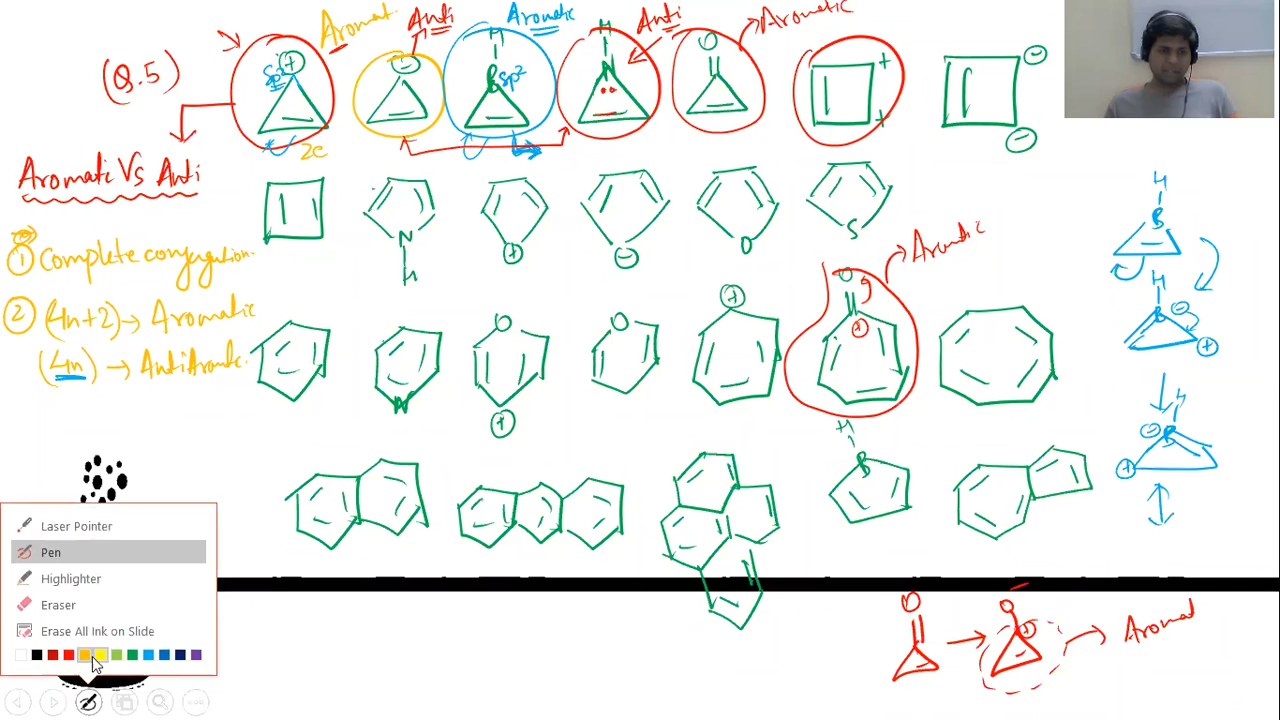 Aromat. Anti Aromatic Anti Aromatic
(Q.5)
⊕ ⊖ H H O + ⊖
Sp² B Sp² N
+ ⊖
2e
Aromatic Vs Anti
① Complete conjugation.
N ⊕ ⊖ O S
H
② (4n+2) → Aromatic
(4n) → AntiAromatic.
Aromatic
O O ⊕ O
⊕
N ⊕
H
B
H
B
H
B ⊖
⊕
H
⊖ B
⊕
Laser Pointer
Pen
Highlighter
Eraser
Erase All Ink on Slide
O O ⊕ Aromat